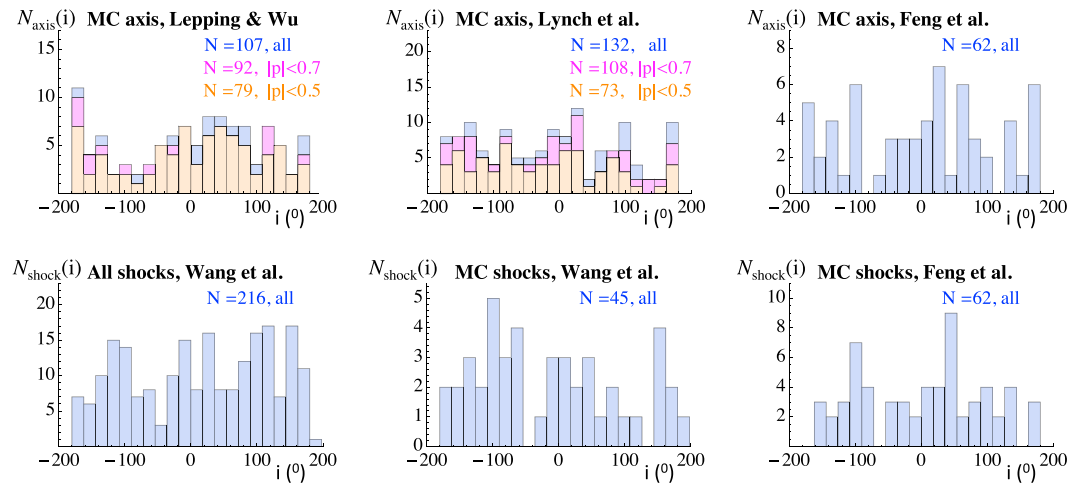 N_axis(i) MC axis, Lepping & Wu
N =107, all
N =92, |p|<0.7
N =79, |p|<0.5
15
10
5
−200 −100 0 100 200
i (⁰)
N_axis(i) MC axis, Lynch et al.
N =132, all
N =108, |p|<0.7
N =73, |p|<0.5
20
15
10
5
−200 −100 0 100 200
i (⁰)
N_axis(i) MC axis, Feng et al.
N =62, all
8
6
4
2
0
−200 −100 0 100 200
i (⁰)
N_shock(i) All shocks, Wang et al.
N =216, all
20
15
10
5
−200 −100 0 100 200
i (⁰)
N_shock(i) MC shocks, Wang et al.
N =45, all
5
4
3
2
1
0
−200 −100 0 100 200
i (⁰)
N_shock(i) MC shocks, Feng et al.
N =62, all
10
8
6
4
2
−200 −100 0 100 200
i (⁰)